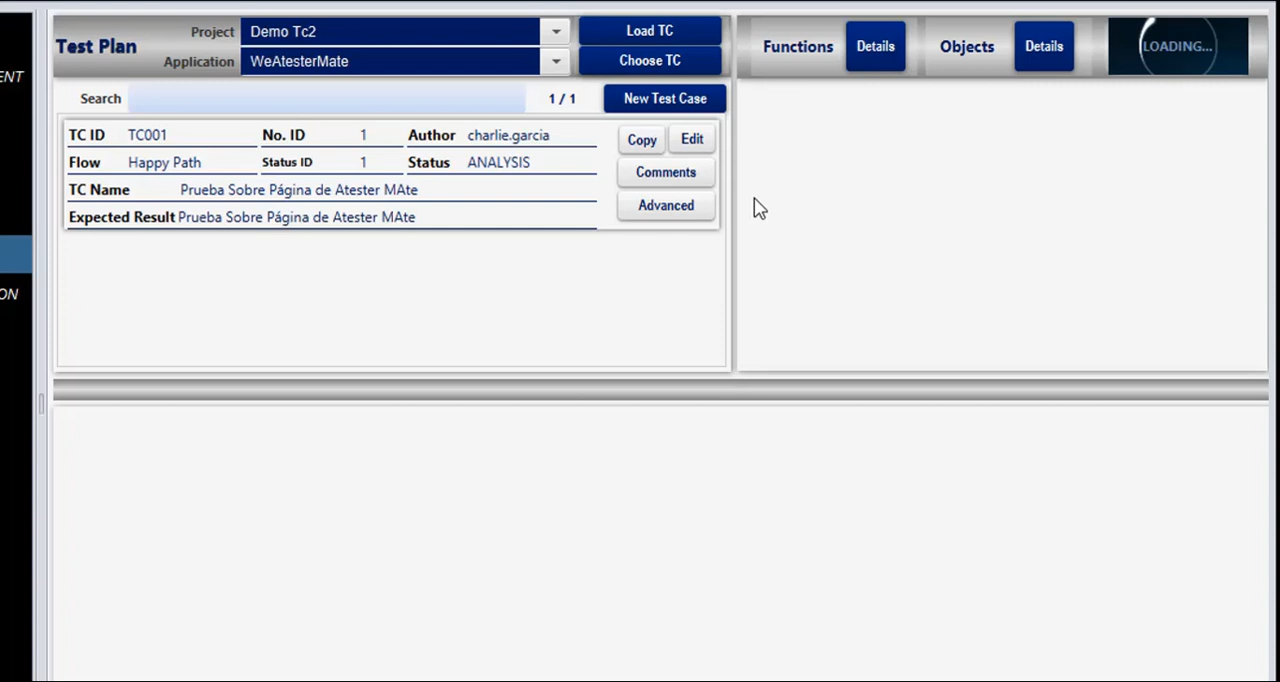 ENT
ON
Test Plan
Project Demo Tc2 Load TC
Application WeAtesterMate Choose TC
Search 1 / 1 New Test Case
TC ID TC001 No. ID 1 Author charlie.garcia Copy Edit
Flow Happy Path Status ID 1 Status ANALYSIS Comments
TC Name Prueba Sobre Página de Atester MAte
Advanced
Expected Result Prueba Sobre Página de Atester MAte
Functions Details Objects Details LOADING...